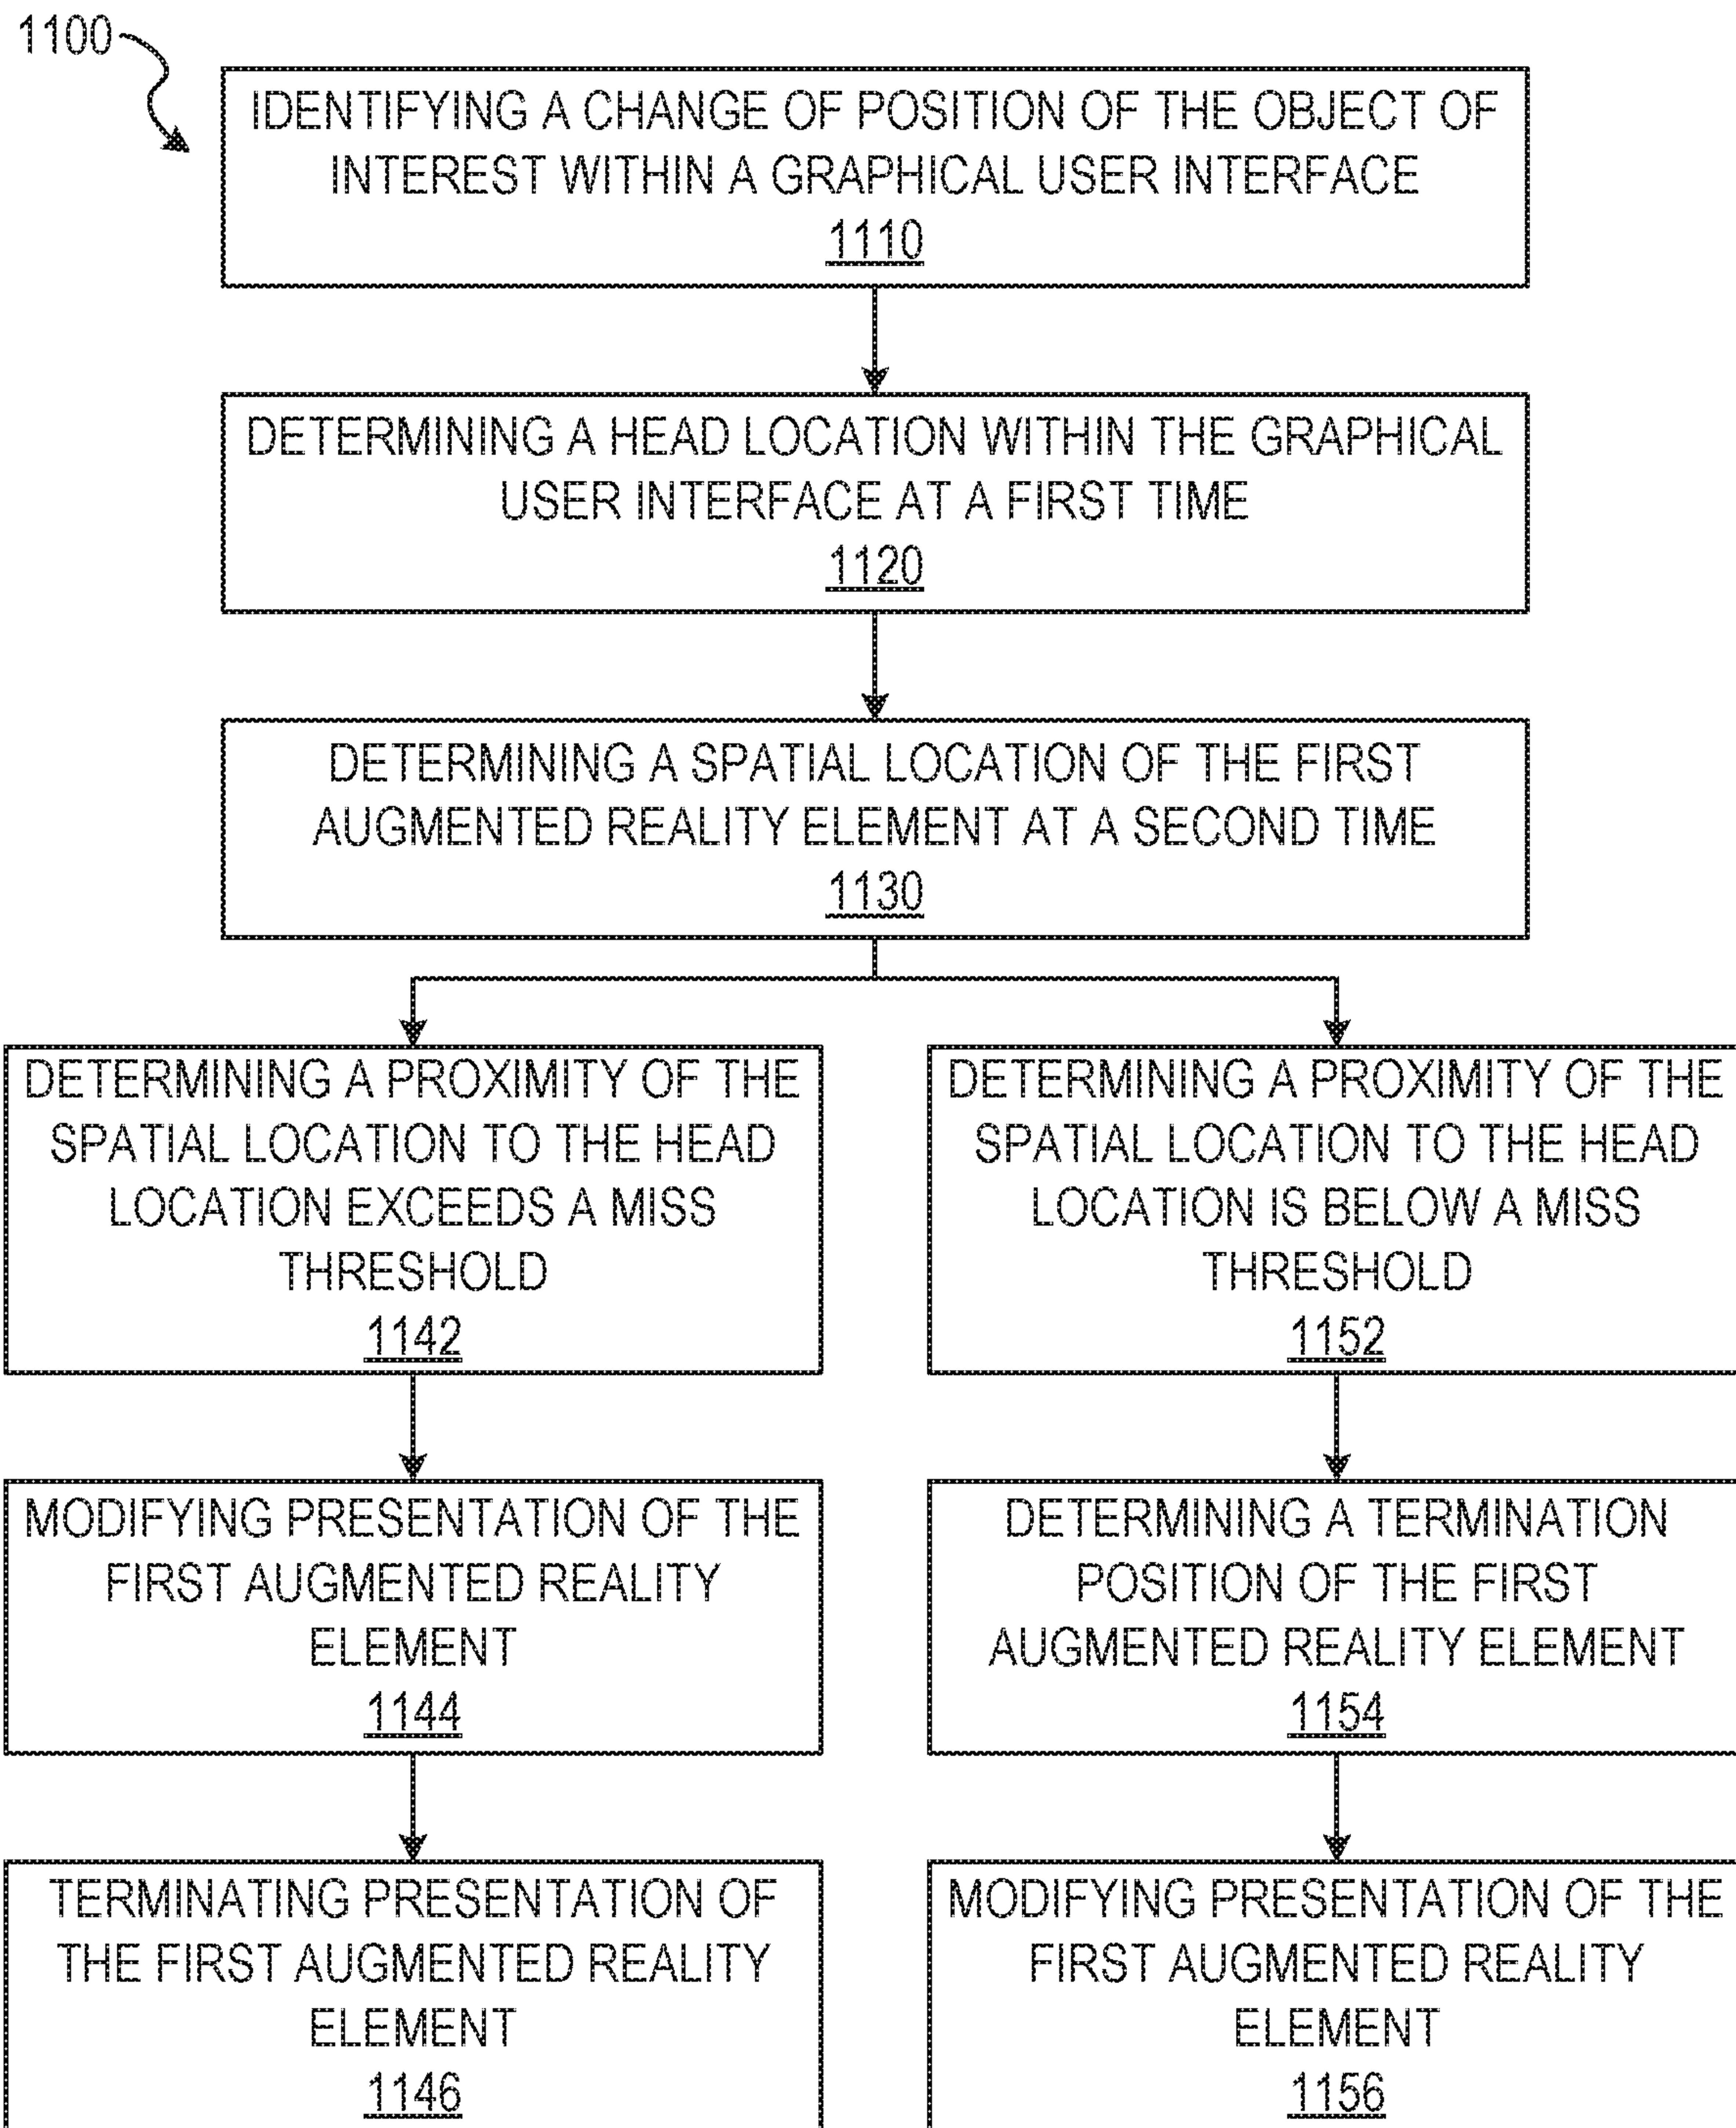 1100
IDENTIFYING A CHANGE OF POSITION OF THE OBJECT OF
INTEREST WITHIN A GRAPHICAL USER INTERFACE
1110
DETERMINING A HEAD LOCATION WITHIN THE GRAPHICAL
USER INTERFACE AT A FIRST TIME
1120
DETERMINING A SPATIAL LOCATION OF THE FIRST
AUGMENTED REALITY ELEMENT AT A SECOND TIME
1130
DETERMINING A PROXIMITY OF THE
SPATIAL LOCATION TO THE HEAD
LOCATION EXCEEDS A MISS
THRESHOLD
1142
DETERMINING A PROXIMITY OF THE
SPATIAL LOCATION TO THE HEAD
LOCATION IS BELOW A MISS
THRESHOLD
1152
MODIFYING PRESENTATION OF THE
FIRST AUGMENTED REALITY
ELEMENT
1144
DETERMINING A TERMINATION
POSITION OF THE FIRST
AUGMENTED REALITY ELEMENT
1154
TERMINATING PRESENTATION OF
THE FIRST AUGMENTED REALITY
ELEMENT
1146
MODIFYING PRESENTATION OF THE
FIRST AUGMENTED REALITY
ELEMENT
1156